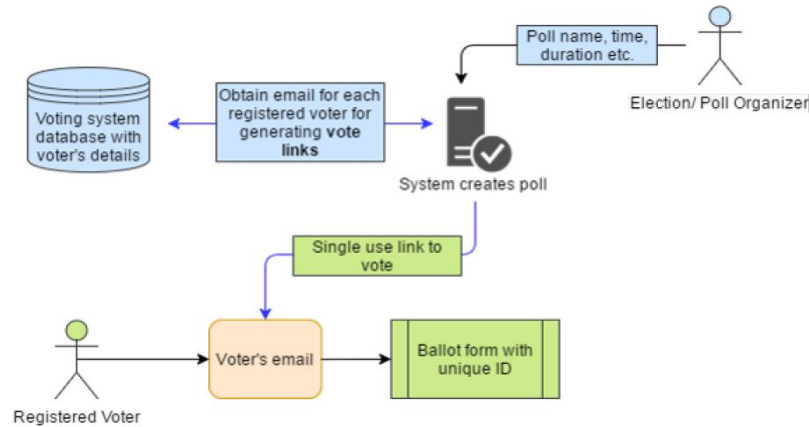 Poll name, time,
duration etc.
Election/ Poll Organizer
Voting system
database with
voter's details
Obtain email for each
registered voter for
generating vote
links
System creates poll
Single use link to
vote
Voter's email
Ballot form with
unique ID
Registered Voter